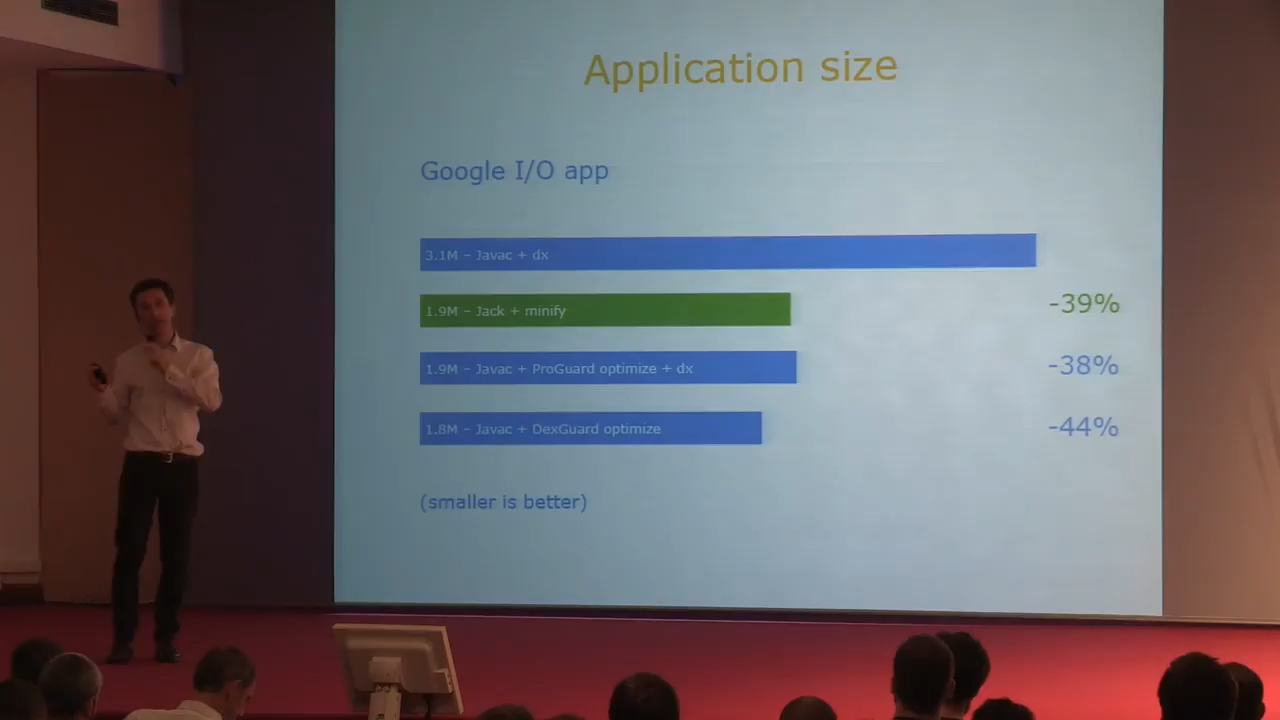 Application size
Google I/O app
3.1M – Javac + dx
1.9M – Jack + minify
-39%
1.9M – Javac + ProGuard optimize + dx
-38%
1.8M – Javac + DexGuard optimize
-44%
(smaller is better)